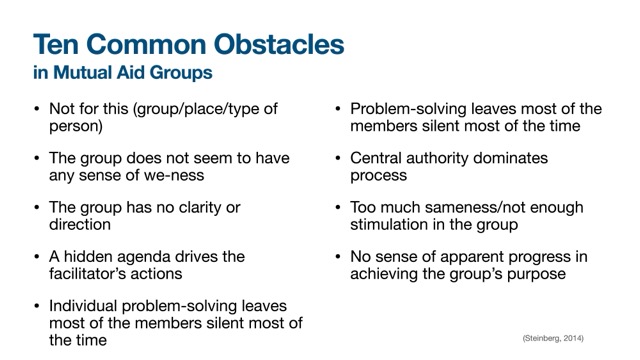 Ten Common Obstacles
in Mutual Aid Groups
• Not for this (group/place/type of
person)
• The group does not seem to have
any sense of we-ness
• The group has no clarity or
direction
• A hidden agenda drives the
facilitator's actions
• Individual problem-solving leaves
most of the members silent most of
the time
• Problem-solving leaves most of the
members silent most of the time
• Central authority dominates
process
• Too much sameness/not enough
stimulation in the group
• No sense of apparent progress in
achieving the group's purpose
(Steinberg, 2014)